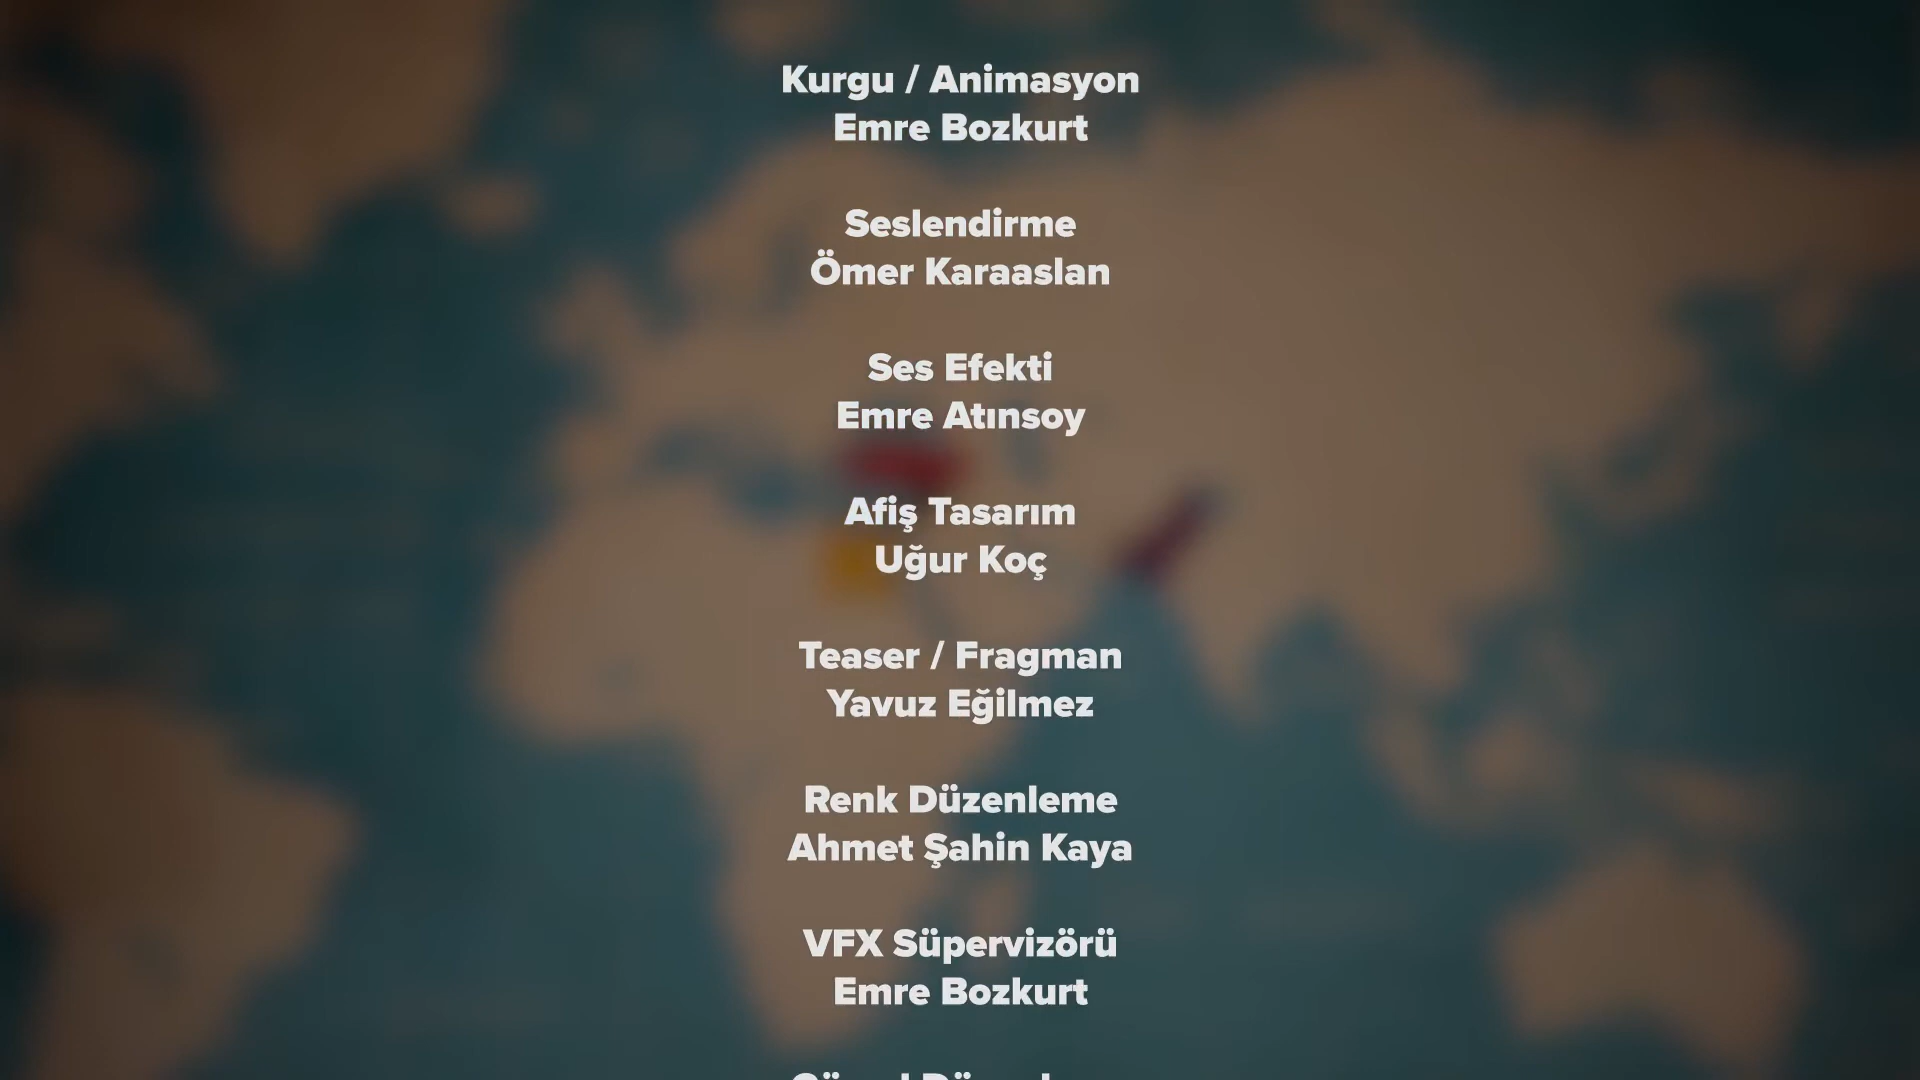 Kurgu / Animasyon
Emre Bozkurt
Seslendirme
Ömer Karaaslan
Ses Efekti
Emre Atınsoy
Afiş Tasarım
Uğur Koç
Teaser / Fragman
Yavuz Eğilmez
Renk Düzenleme
Ahmet Şahin Kaya
VFX Süpervizörü
Emre Bozkurt